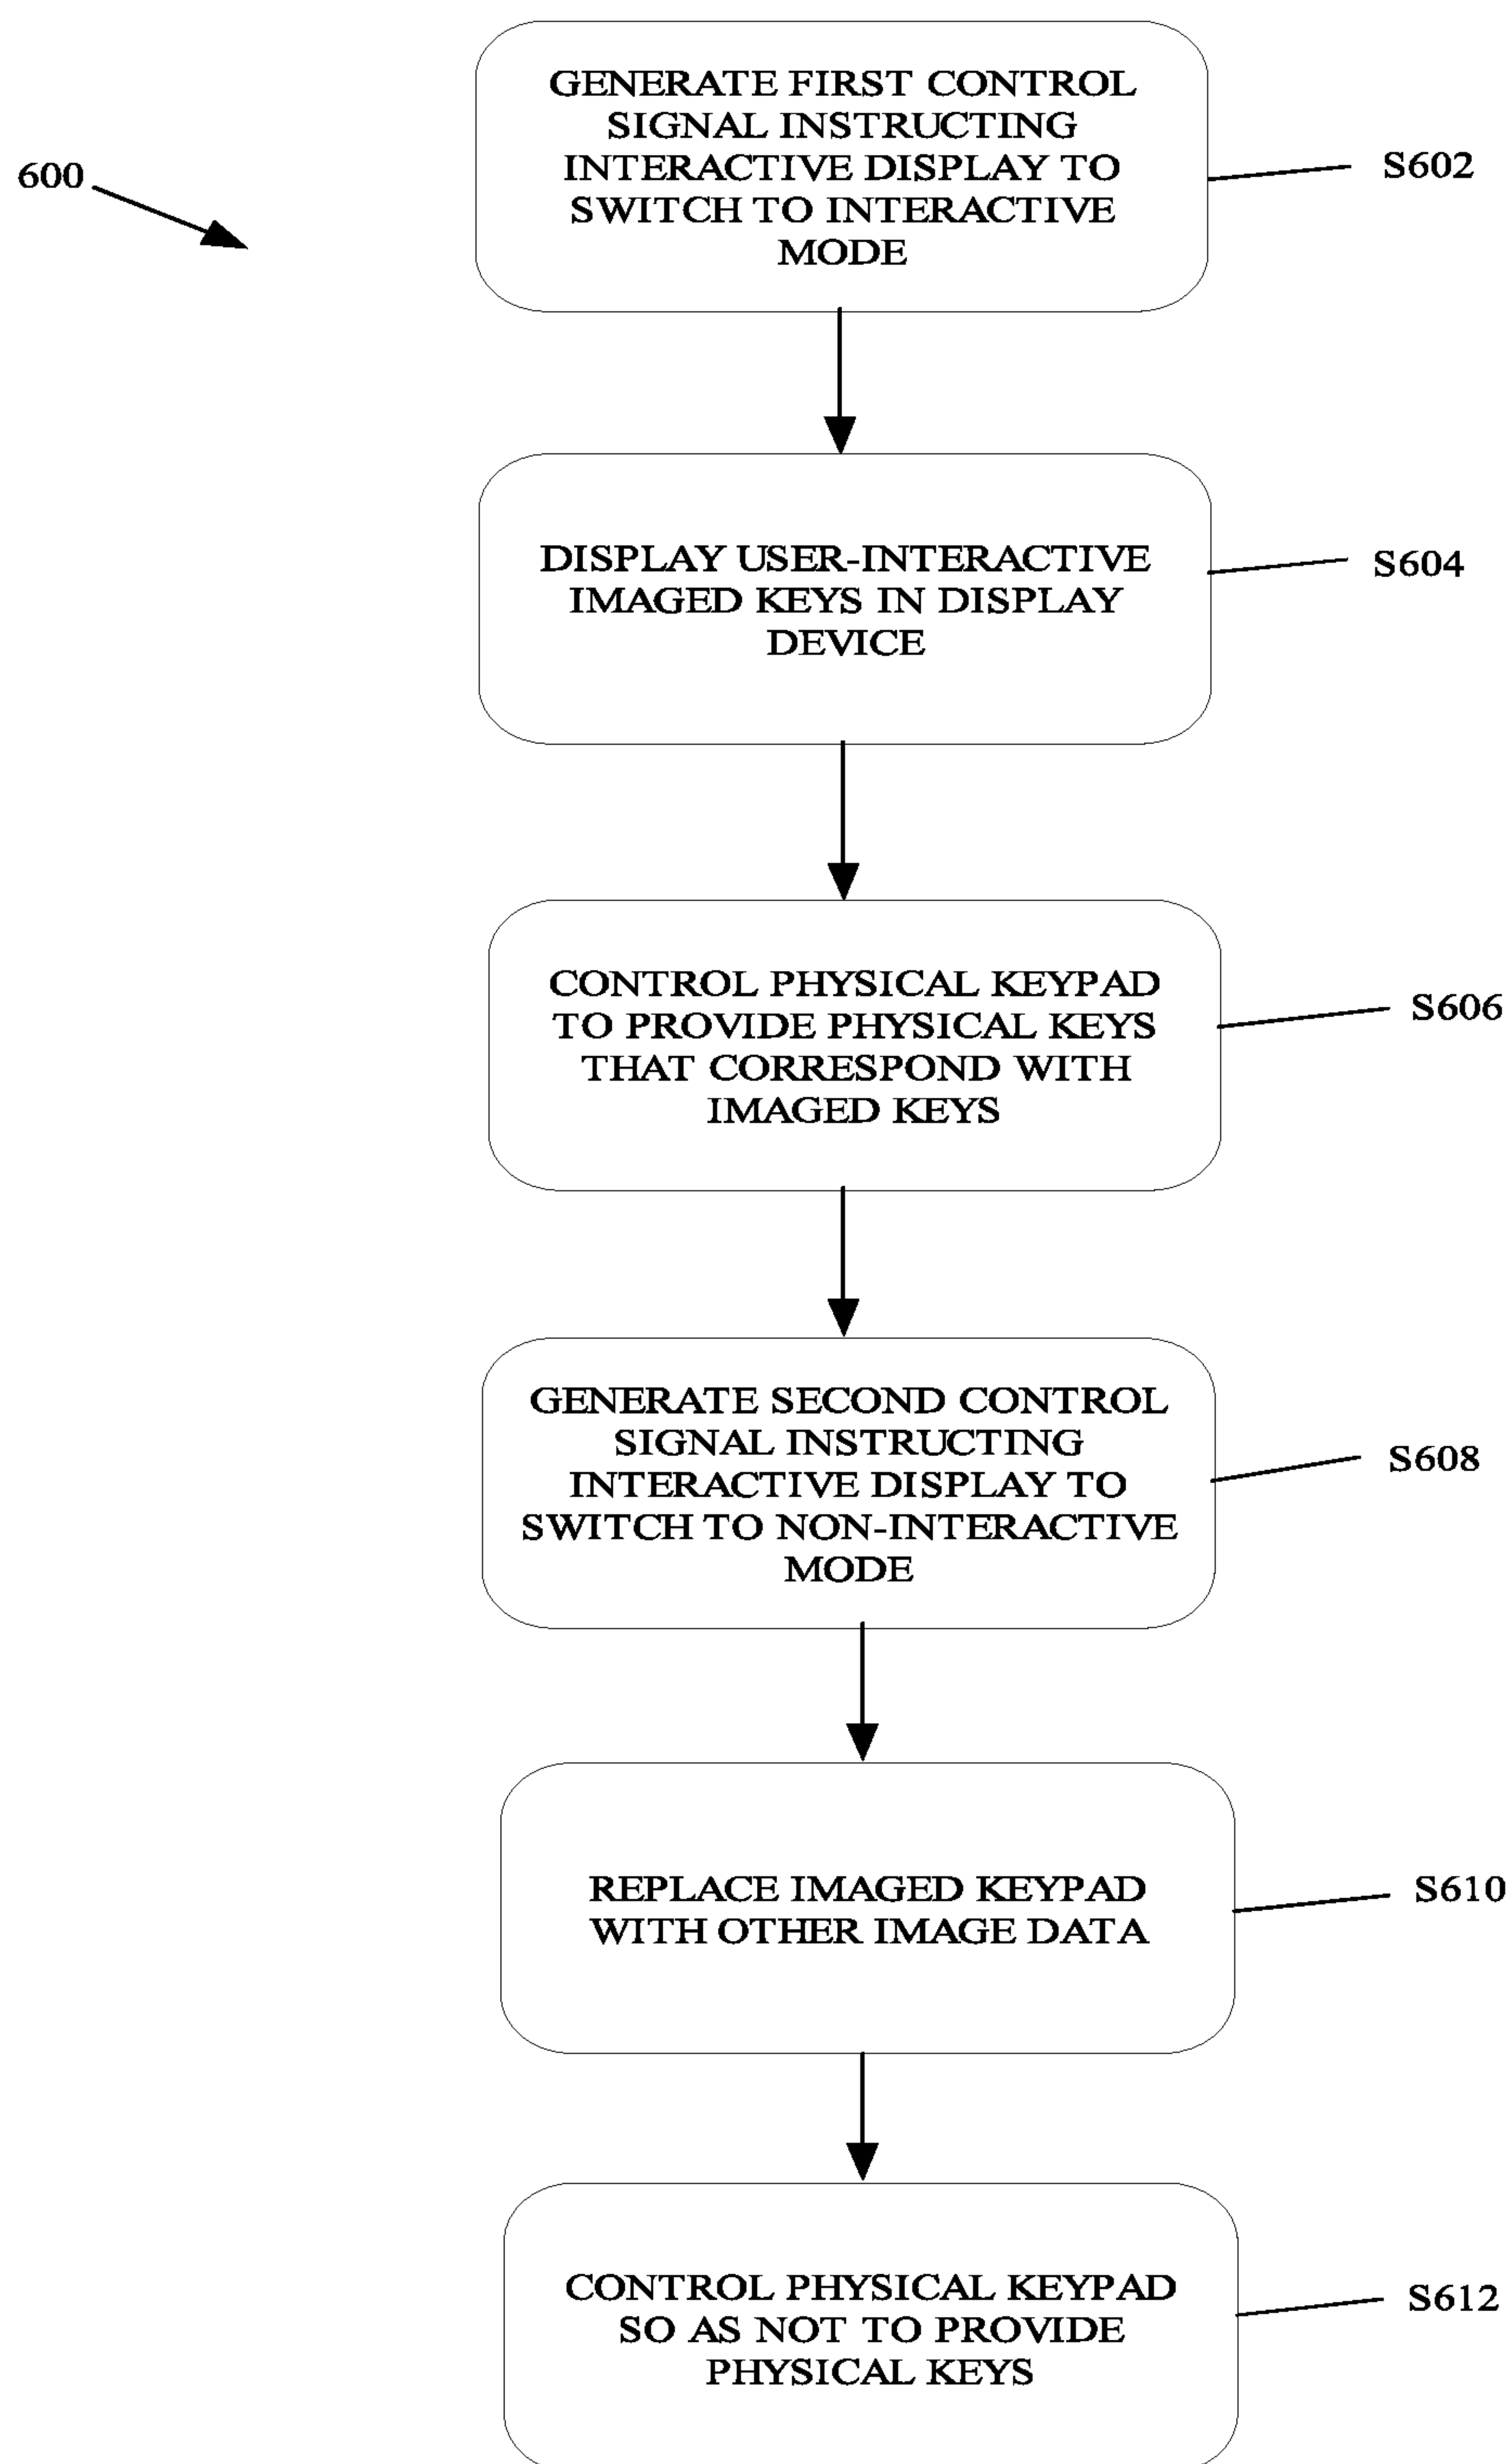 600
GENERATE FIRST CONTROL
SIGNAL INSTRUCTING
INTERACTIVE DISPLAY TO
SWITCH TO INTERACTIVE
MODE
S602
DISPLAY USER-INTERACTIVE
IMAGED KEYS IN DISPLAY
DEVICE
S604
CONTROL PHYSICAL KEYPAD
TO PROVIDE PHYSICAL KEYS
THAT CORRESPOND WITH
IMAGED KEYS
S606
GENERATE SECOND CONTROL
SIGNAL INSTRUCTING
INTERACTIVE DISPLAY TO
SWITCH TO NON-INTERACTIVE
MODE
S608
REPLACE IMAGED KEYPAD
WITH OTHER IMAGE DATA
S610
CONTROL PHYSICAL KEYPAD
SO AS NOT TO PROVIDE
PHYSICAL KEYS
S612